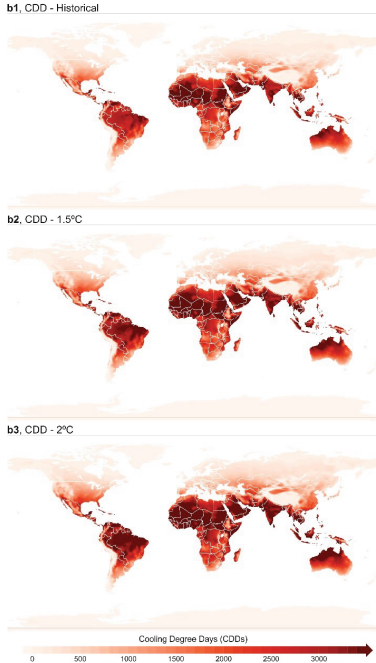 b1, CDD - Historical
b2, CDD - 1.5ºC
b3, CDD - 2ºC
Cooling Degree Days (CDDs)
0 500 1000 1500 2000 2500 3000